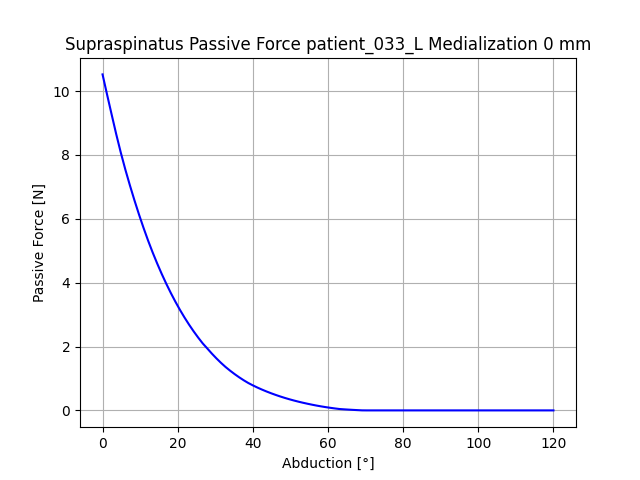 Supraspinatus Passive Force patient_033_L Medialization 0 mm
Passive Force [N]
10
8
6
4
2
0
0 20 40 60 80 100 120
Abduction [°]